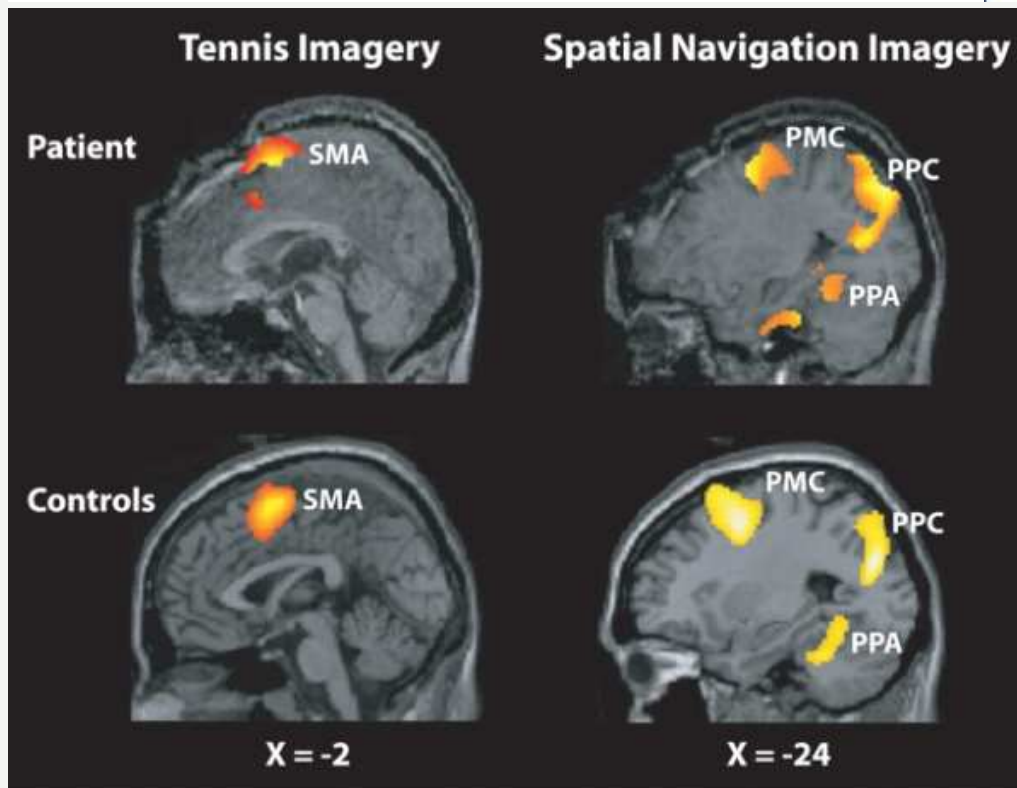 Tennis Imagery
Spatial Navigation Imagery
Patient
SMA
PMC
PPC
PPA
Controls
SMA
PMC
PPC
PPA
X = -2
X = -24